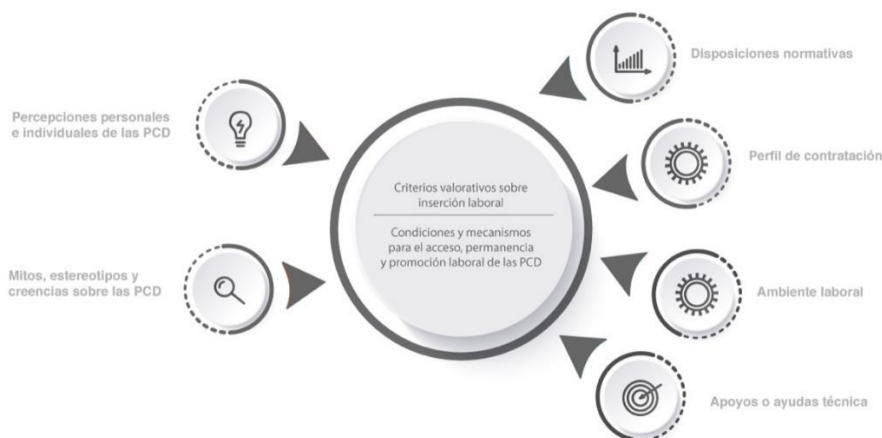 Percepciones personales
e individuales de las PCD
Mitos, estereotipos y
creencias sobre las PCD
Criterios valorativos sobre
inserción laboral
Condiciones y mecanismos
para el acceso, permanencia
y promoción laboral de las PCD
Disposiciones normativas
Perfil de contratación
Ambiente laboral
Apoyos o ayudas técnica